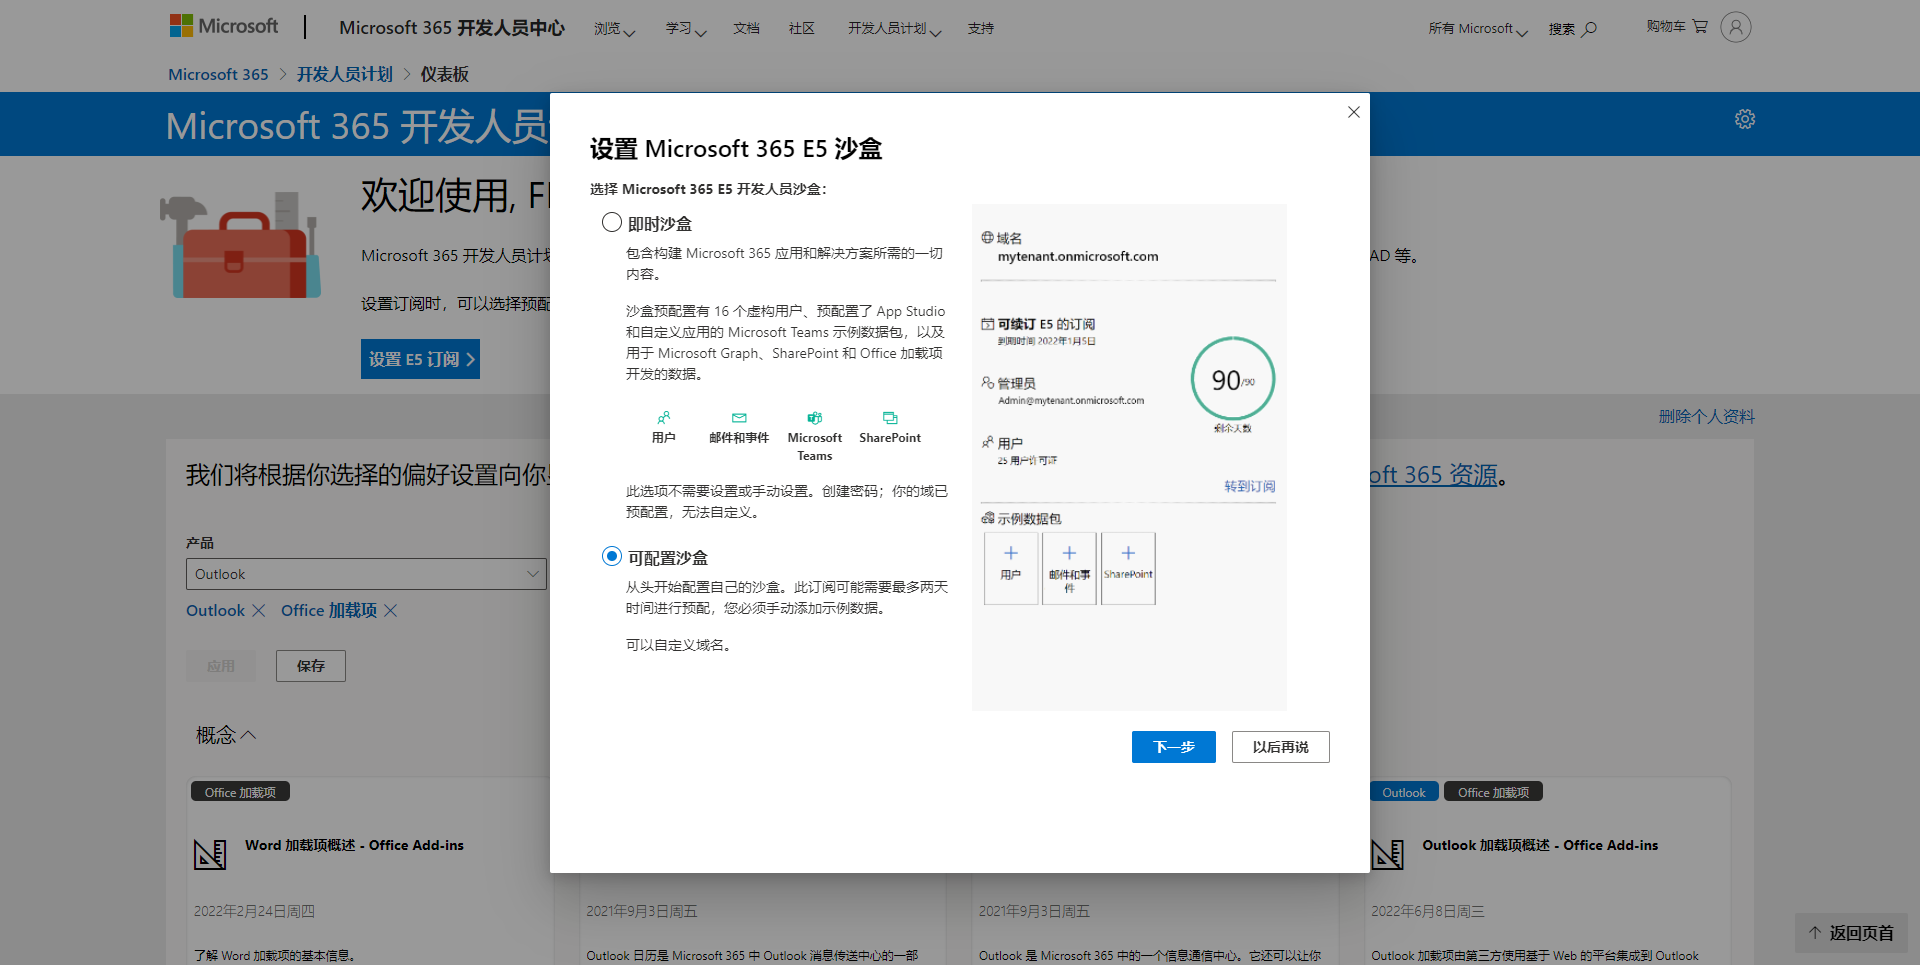 Microsoft
Microsoft 365 开发人员中心
浏览
学习
文档
社区
开发人员计划
支持
所有 Microsoft
搜索
购物车
Microsoft 365 > 开发人员计划 > 仪表板
Microsoft 365 开发人员
欢迎使用, F
Microsoft 365 开发人员计划
AD 等。
设置订阅时，可以选择预配
设置 E5 订阅
删除个人资料
我们将根据你选择的偏好设置向你
oft 365 资源。
产品
Outlook
Outlook
Office 加载项
应用
保存
概念
设置 Microsoft 365 E5 沙盒
选择 Microsoft 365 E5 开发人员沙盒：
即时沙盒
包含构建 Microsoft 365 应用和解决方案所需的一切
内容。
沙盒预配置有 16 个虚构用户、预配置了 App Studio
和自定义应用的 Microsoft Teams 示例数据包，以及
用于 Microsoft Graph、SharePoint 和 Office 加载项
开发的数据。
用户
邮件和事件
Microsoft
Teams
SharePoint
此选项不需要设置或手动设置。创建密码；你的域已
预配置，无法自定义。
可配置沙盒
从头开始配置自己的沙盒。此订阅可能需要最多两天
时间进行预配，您必须手动添加示例数据。
可以自定义域名。
域名
mytenant.onmicrosoft.com
可续订 E5 的订阅
到期时间 2022年1月5日
90/90
剩余天数
管理员
Admin@mytenant.onmicrosoft.com
用户
25 用户许可证
转到订阅
示例数据包
用户
邮件和事
件
SharePoint
下一步
以后再说
Office 加载项
Word 加载项概述 - Office Add-ins
2022年2月24日周四
了解 Word 加载项的基本信息。
2021年9月3日周五
Outlook 日历是 Microsoft 365 中 Outlook 消息传送中心的一部
2021年9月3日周五
Outlook 是 Microsoft 365 中的一个信息通信中心。它还可以让你
Outlook
Office 加载项
Outlook 加载项概述 - Office Add-ins
2022年6月8日周三
Outlook 加载项由第三方使用基于 Web 的平台集成到 Outlook
返回页首